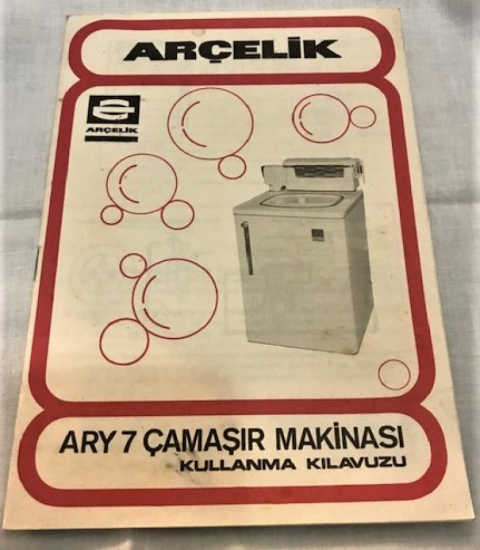 ARÇELİK
ARÇELİK
ARY 7 ÇAMAŞIR MAKİNASI
KULLANMA KILAVUZU